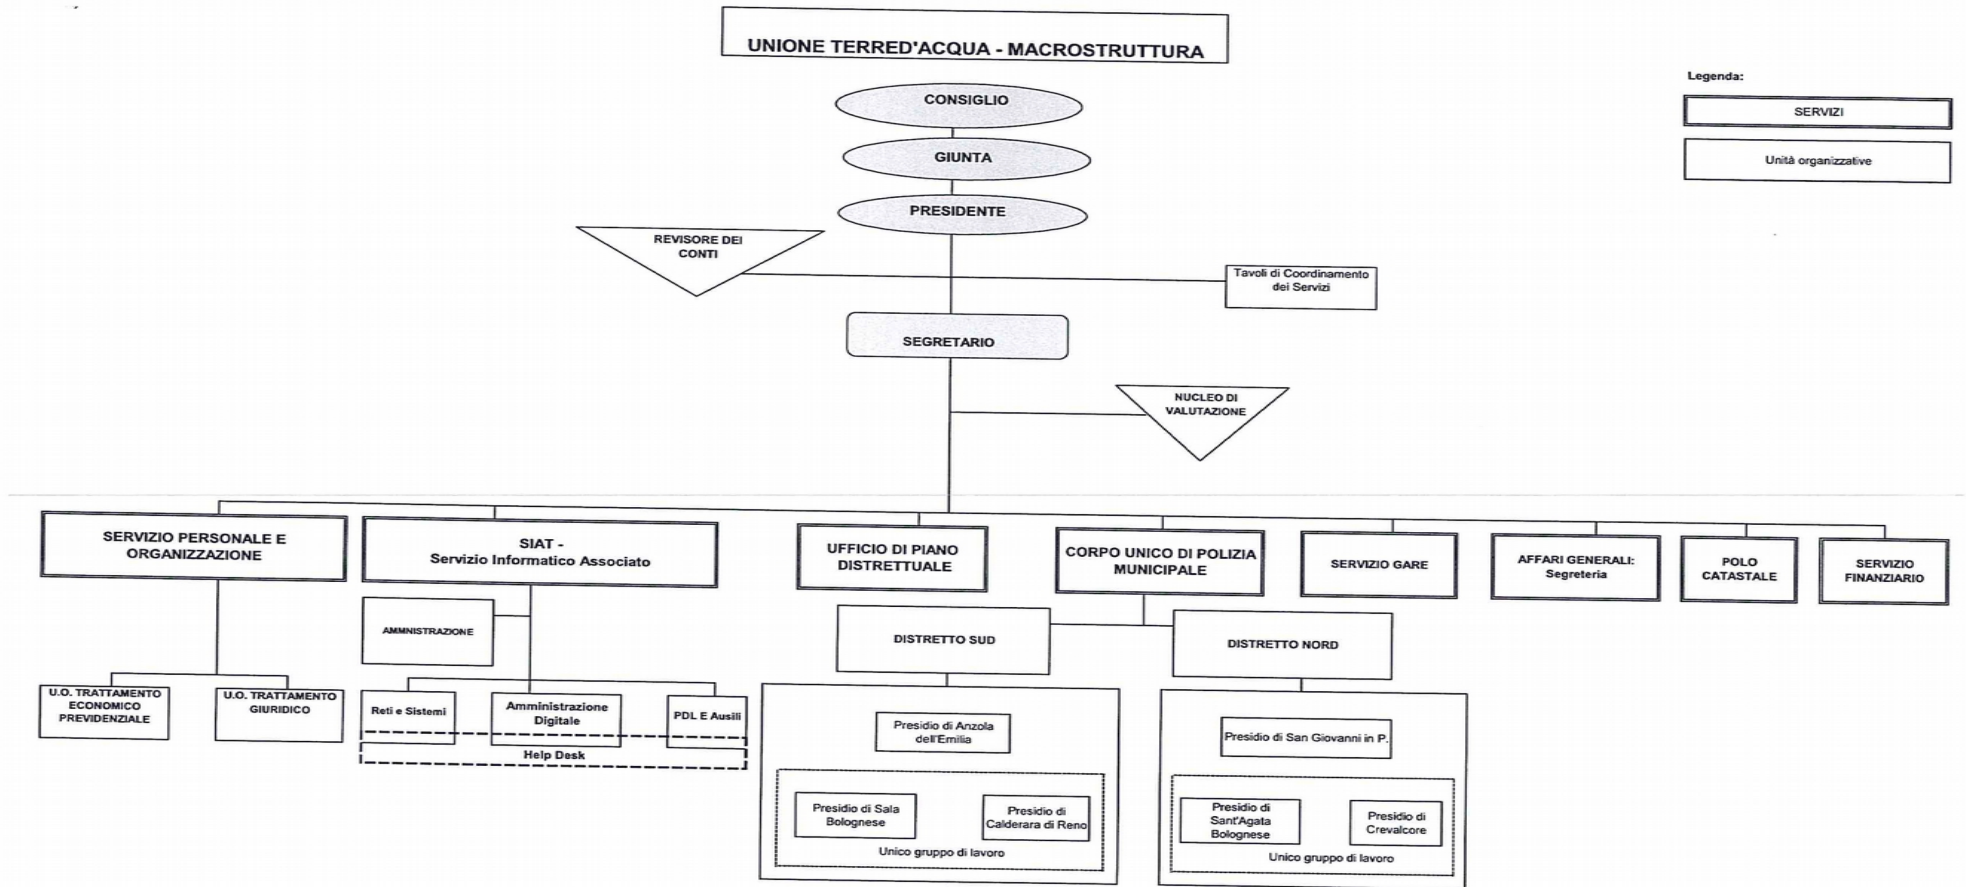 UNIONE TERRED'ACQUA - MACROSTRUTTURA
Legenda:
SERVIZI
Unità organizzative
CONSIGLIO
GIUNTA
PRESIDENTE
REVISORE DEI
CONTI
Tavoli di Coordinamento
dei Servizi
SEGRETARIO
NUCLEO DI
VALUTAZIONE
SERVIZIO PERSONALE E
ORGANIZZAZIONE
SIAT -
Servizio Informatico Associato
UFFICIO DI PIANO
DISTRETTUALE
CORPO UNICO DI POLIZIA
MUNICIPALE
SERVIZIO GARE
AFFARI GENERALI:
Segreteria
POLO
CATASTALE
SERVIZIO
FINANZIARIO
AMMNISTRAZIONE
DISTRETTO SUD
DISTRETTO NORD
U.O. TRATTAMENTO
ECONOMICO
PREVIDENZIALE
U.O. TRATTAMENTO
GIURIDICO
Reti e Sistemi
Amministrazione
Digitale
PDL E Ausili
Help Desk
Presidio di Anzola
dell'Emilia
Presidio di Sala
Bolognese
Presidio di
Calderara di Reno
Unico gruppo di lavoro
Presidio di San Giovanni in P.
Presidio di
Sant'Agata
Bolognese
Presidio di
Crevalcore
Unico gruppo di lavoro